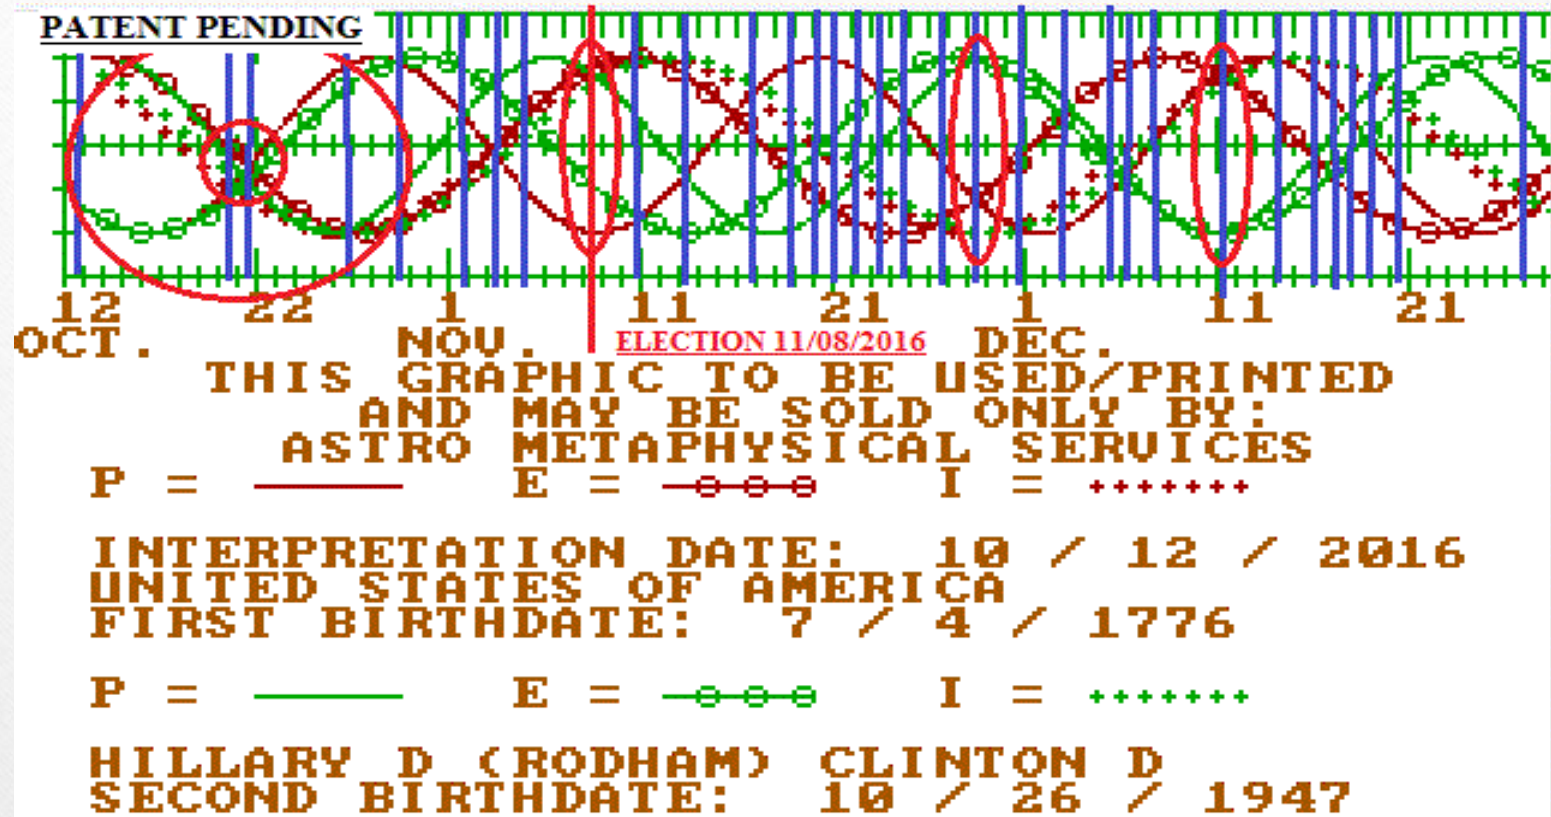 PATENT PENDING
12 22 1 11 21 1 11 21
OCT. NOV. DEC.
ELECTION 11/08/2016
THIS GRAPHIC TO BE USED/PRINTED
AND MAY BE SOLD ONLY BY:
ASTRO METAPHYSICAL SERVICES
P = E = I =
INTERPRETATION DATE: 10 / 12 / 2016
UNITED STATES OF AMERICA
FIRST BIRTHDATE: 7 / 4 / 1776
P = E = I =
HILLARY D (RODHAM) CLINTON D
SECOND BIRTHDATE: 10 / 26 / 1947